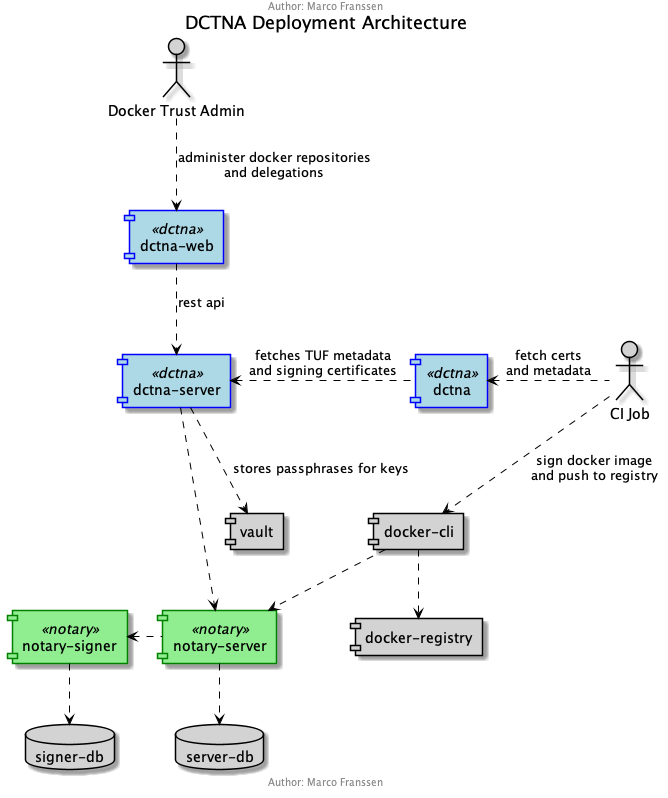 Author: Marco Franssen
DCTNA Deployment Architecture
Docker Trust Admin
administer docker repositories
and delegations
«dctna»
dctna-web
rest api
«dctna»
dctna-server
fetches TUF metadata
and signing certificates
«dctna»
dctna
fetch certs
and metadata
CI Job
stores passphrases for keys
sign docker image
and push to registry
vault
docker-cli
«notary»
notary-signer
«notary»
notary-server
docker-registry
signer-db
server-db
Author: Marco Franssen